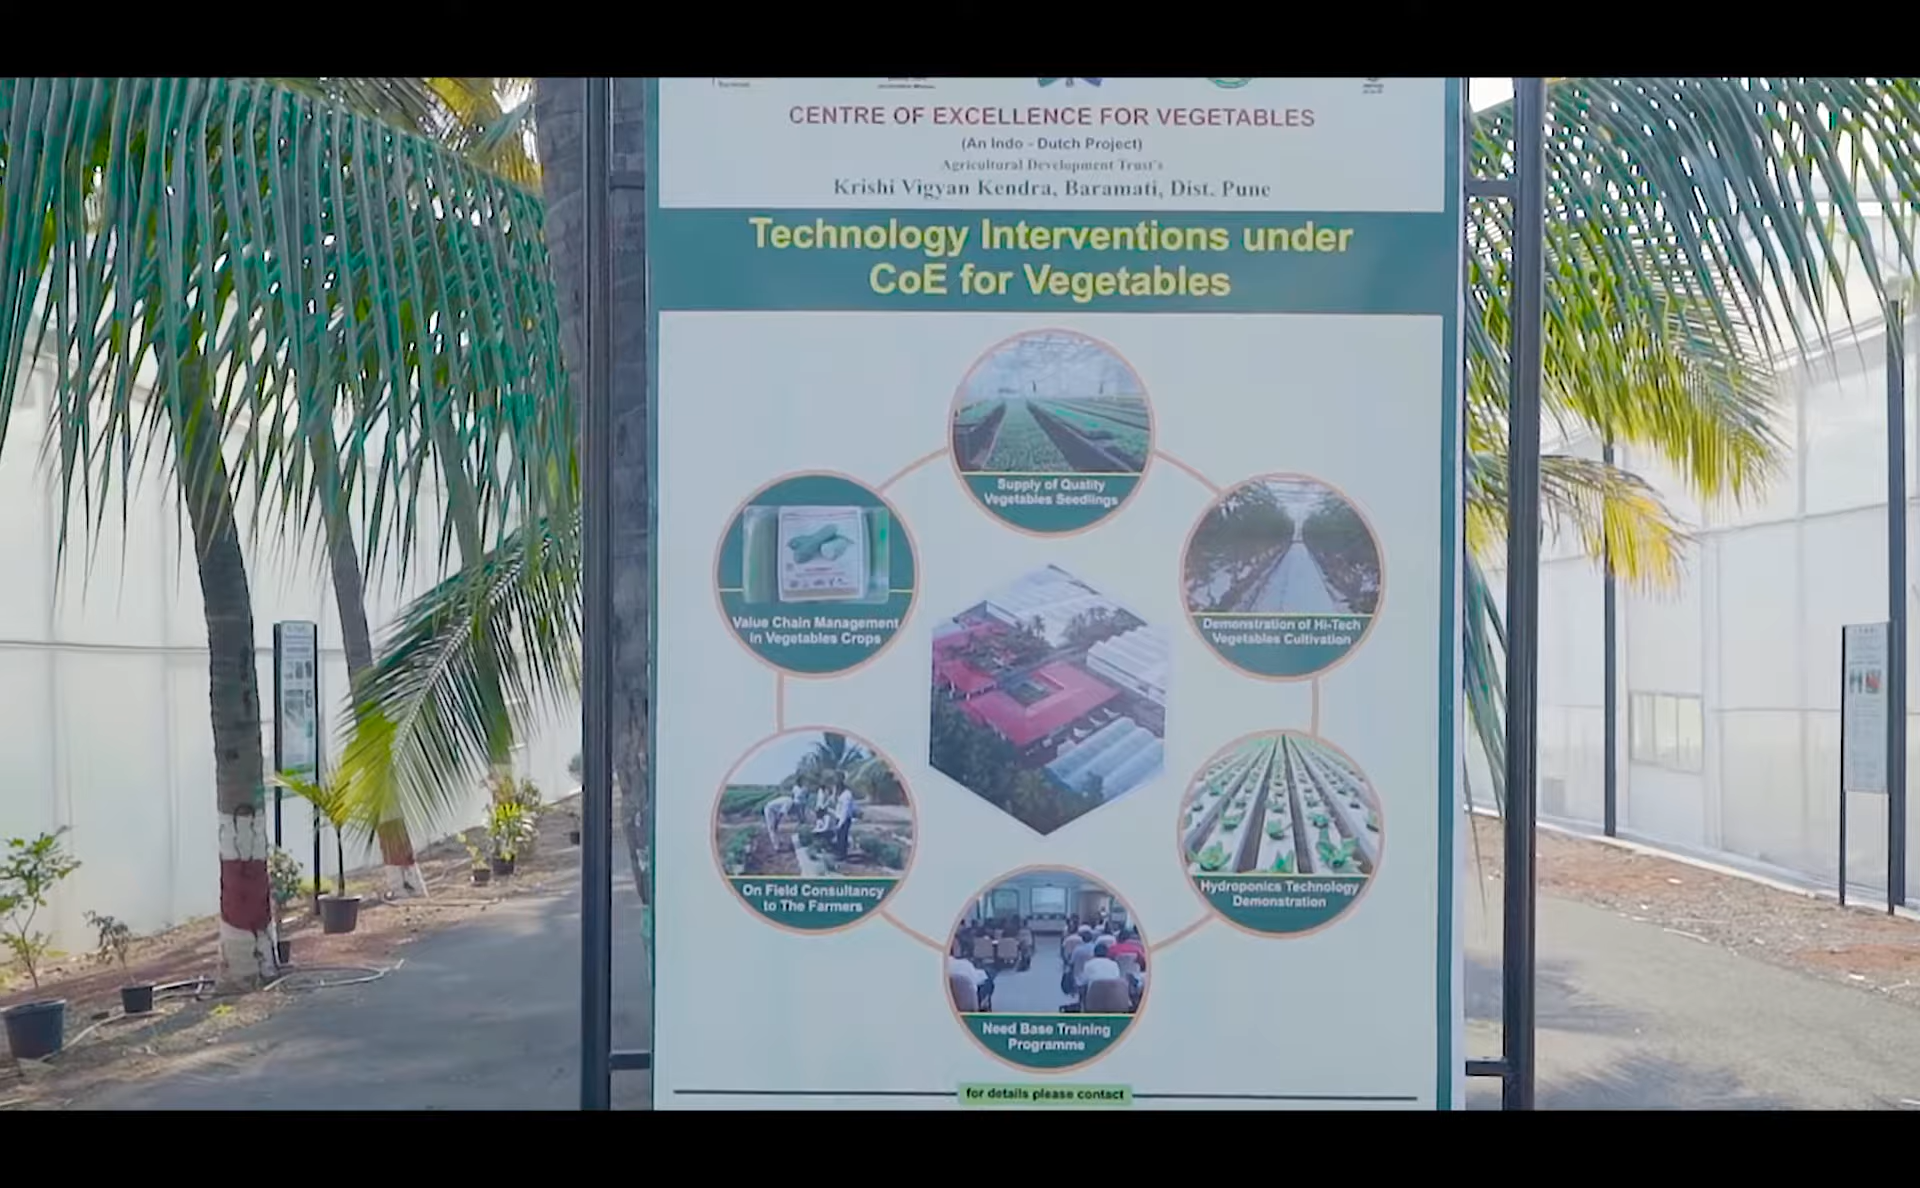 CENTRE OF EXCELLENCE FOR VEGETABLES
(An Indo - Dutch Project)
Agricultural Development Trust's
Krishi Vigyan Kendra, Baramati, Dist. Pune
Technology Interventions under
CoE for Vegetables
Supply of Quality
Vegetables Seedlings
Value Chain Management
in Vegetables Crops
Demonstration of Hi-Tech
Vegetables Cultivation
On Field Consultancy
to The Farmers
Hydroponics Technology
Demonstration
Need Base Training
Programme
for details please contact